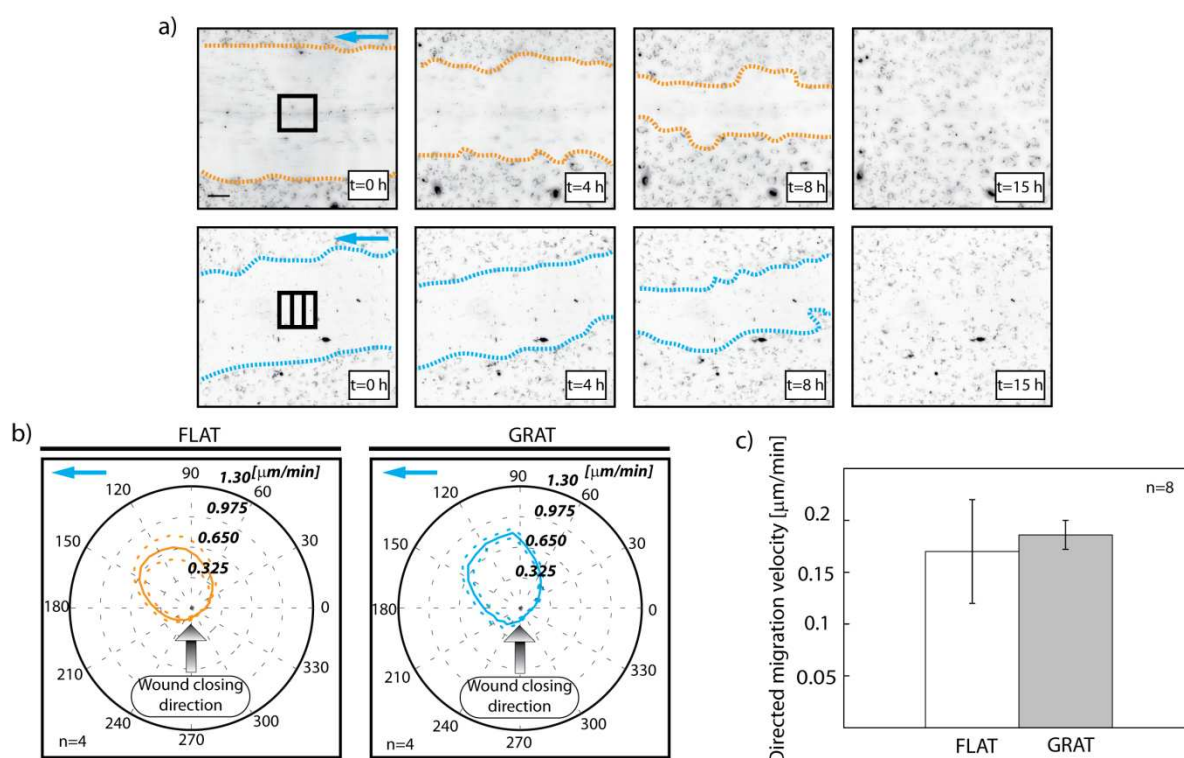 a)
t=0 h
t=4 h
t=8 h
t=15 h
t=0 h
t=4 h
t=8 h
t=15 h
b)
FLAT
90
1.30 [μm/min]
120
60
0.975
150
0.650
0.325
180
0
210
330
Wound closing
direction
240
300
n=4
270
GRAT
90
1.30 [μm/min]
120
60
0.975
150
0.650
0.325
180
0
210
330
Wound closing
direction
240
300
n=4
270
c)
Directed migration velocity [μm/min]
n=8
0.2
0.15
0.1
0.05
FLAT
GRAT